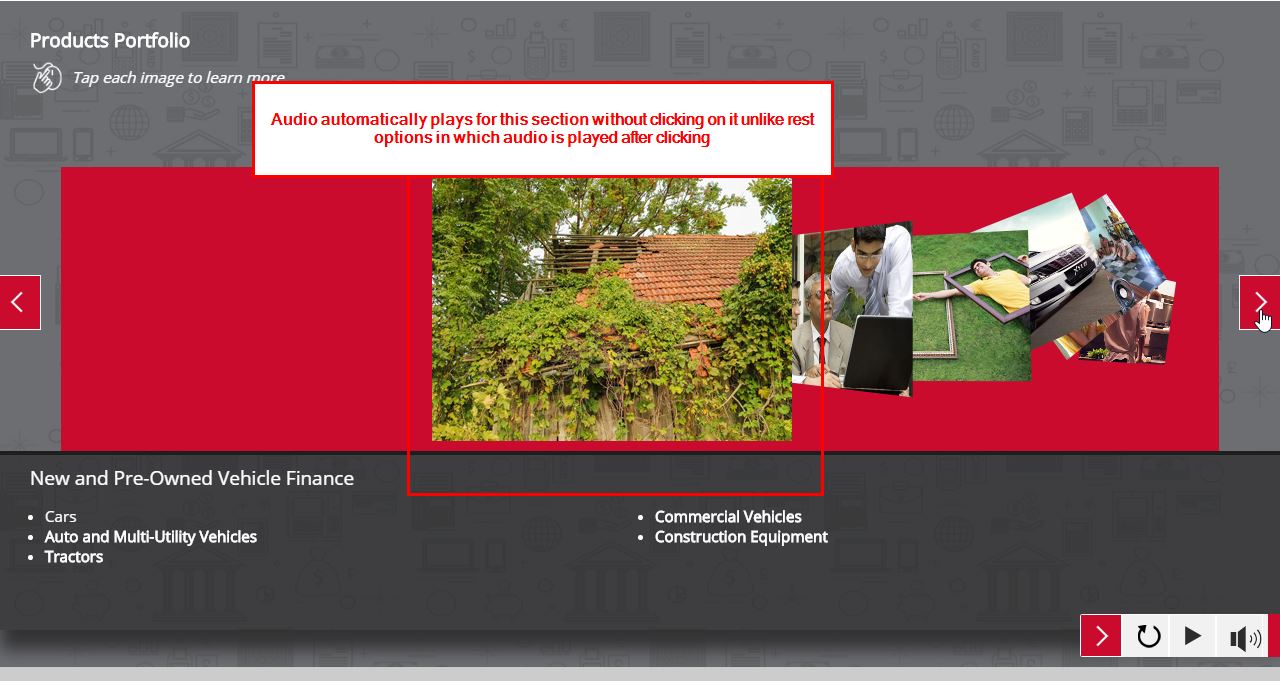 Products Portfolio
Tap each image to learn more
Audio automatically plays for this section without clicking on it unlike rest
options in which audio is played after clicking
New and Pre-Owned Vehicle Finance
• Cars
• Auto and Multi-Utility Vehicles
• Tractors
• Commercial Vehicles
• Construction Equipment